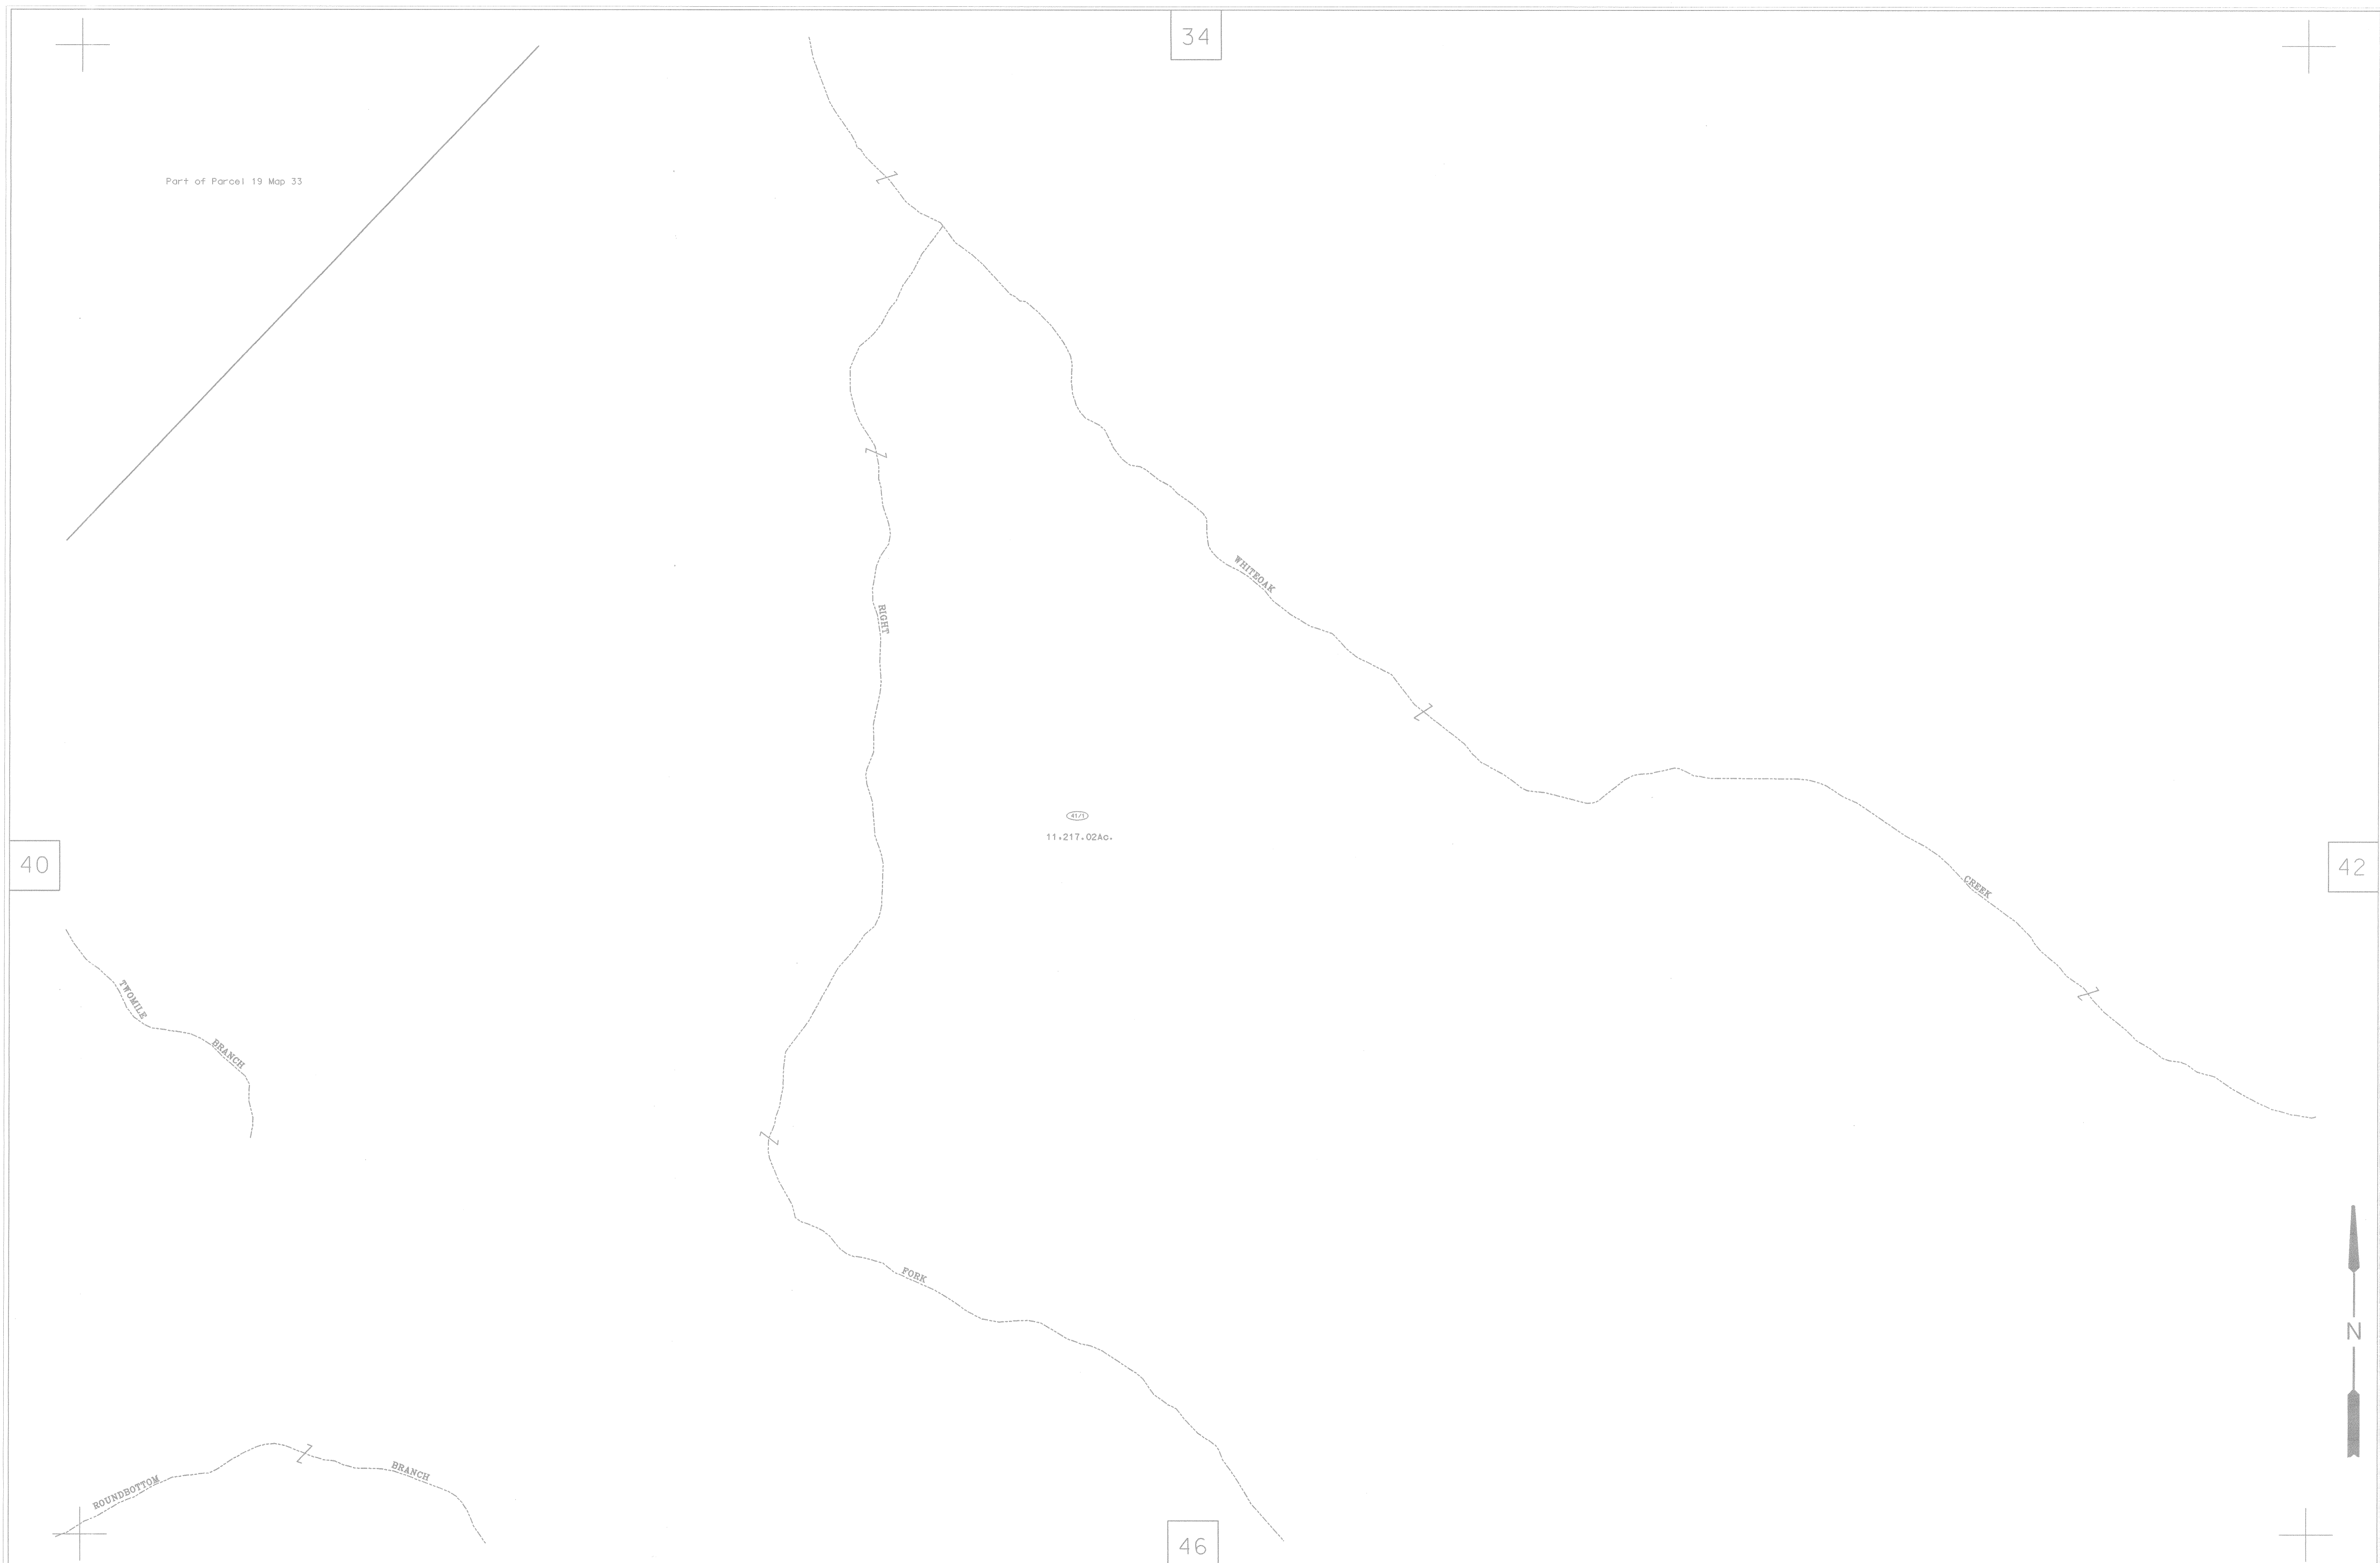 34
Part of Parcel 19 Map 33
WHITEOAK
RIGHT
41/1
11.217.02Ac.
40
42
CREEK
TWOMILE
BRANCH
FORK
N
BRANCH
ROUNDBOTTOM
46